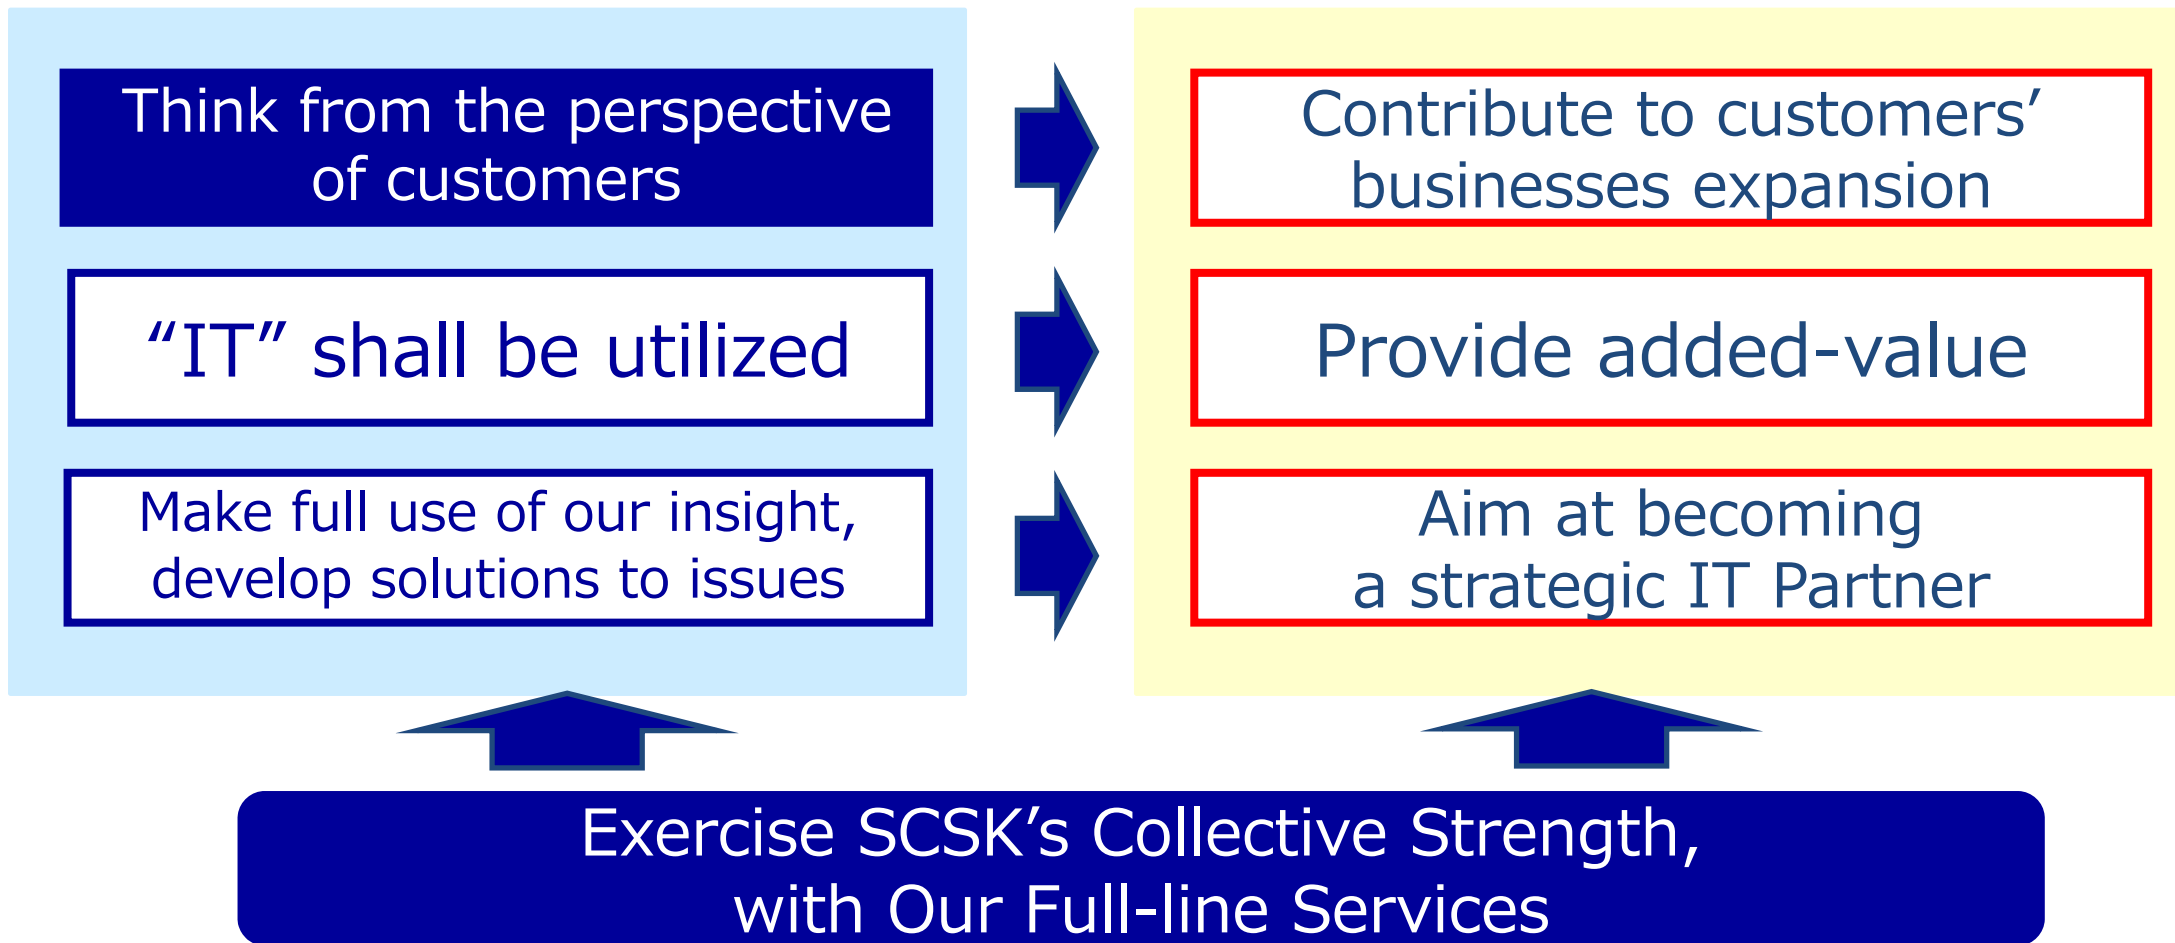 Think from the perspective
of customers
Contribute to customers’
businesses expansion
“IT” shall be utilized
Provide added-value
Make full use of our insight,
develop solutions to issues
Aim at becoming
a strategic IT Partner
Exercise SCSK’s Collective Strength,
with Our Full-line Services